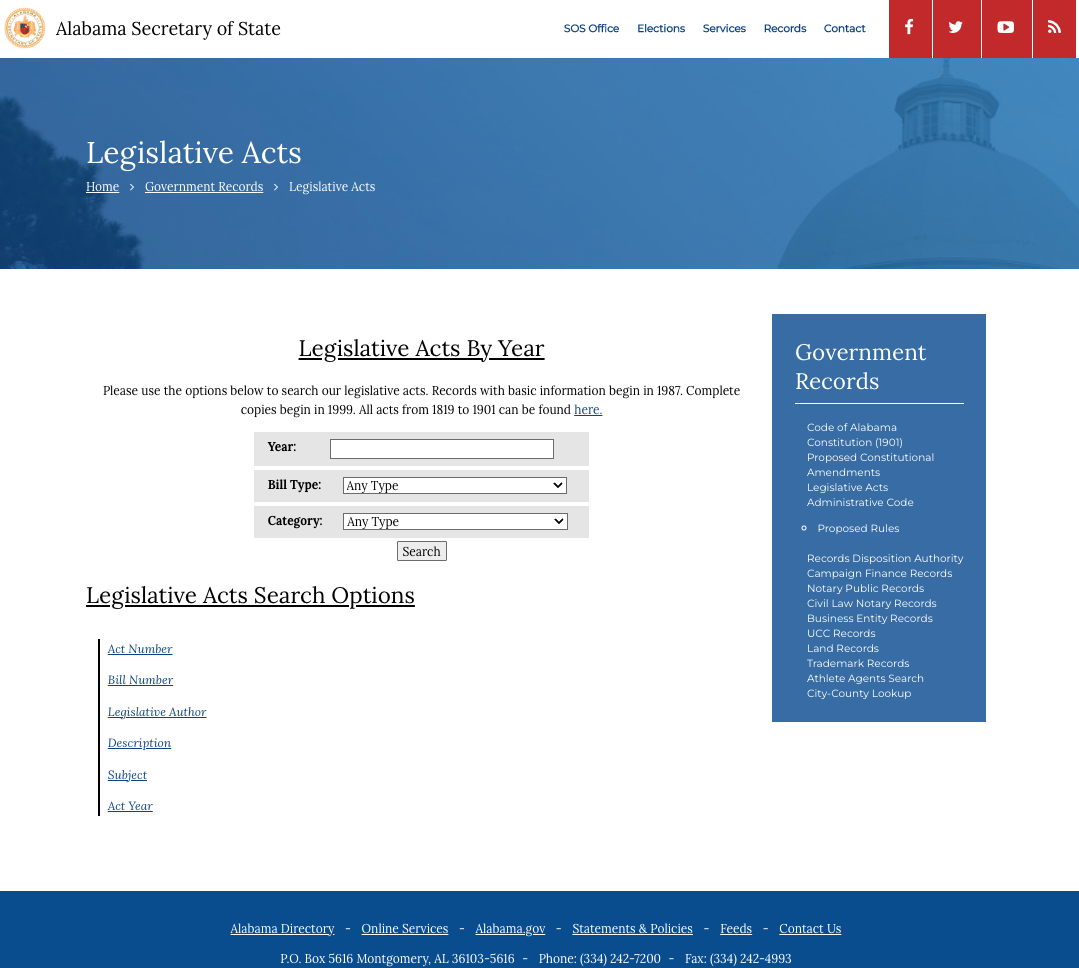 Alabama Secretary of State
SOS Office Elections Services Records Contact
Legislative Acts
Home > Government Records > Legislative Acts
Legislative Acts By Year
Please use the options below to search our legislative acts. Records with basic information begin in 1987. Complete
copies begin in 1999. All acts from 1819 to 1901 can be found here.
Year:
Bill Type: Any Type
Category: Any Type
Search
Legislative Acts Search Options
Act Number
Bill Number
Legislative Author
Description
Subject
Act Year
Government
Records
Code of Alabama
Constitution (1901)
Proposed Constitutional
Amendments
Legislative Acts
Administrative Code
Proposed Rules
Records Disposition Authority
Campaign Finance Records
Notary Public Records
Civil Law Notary Records
Business Entity Records
UCC Records
Land Records
Trademark Records
Athlete Agents Search
City-County Lookup
Alabama Directory - Online Services - Alabama.gov - Statements & Policies - Feeds - Contact Us
P.O. Box 5616 Montgomery, AL 36103-5616 - Phone: (334) 242-7200 - Fax: (334) 242-4993